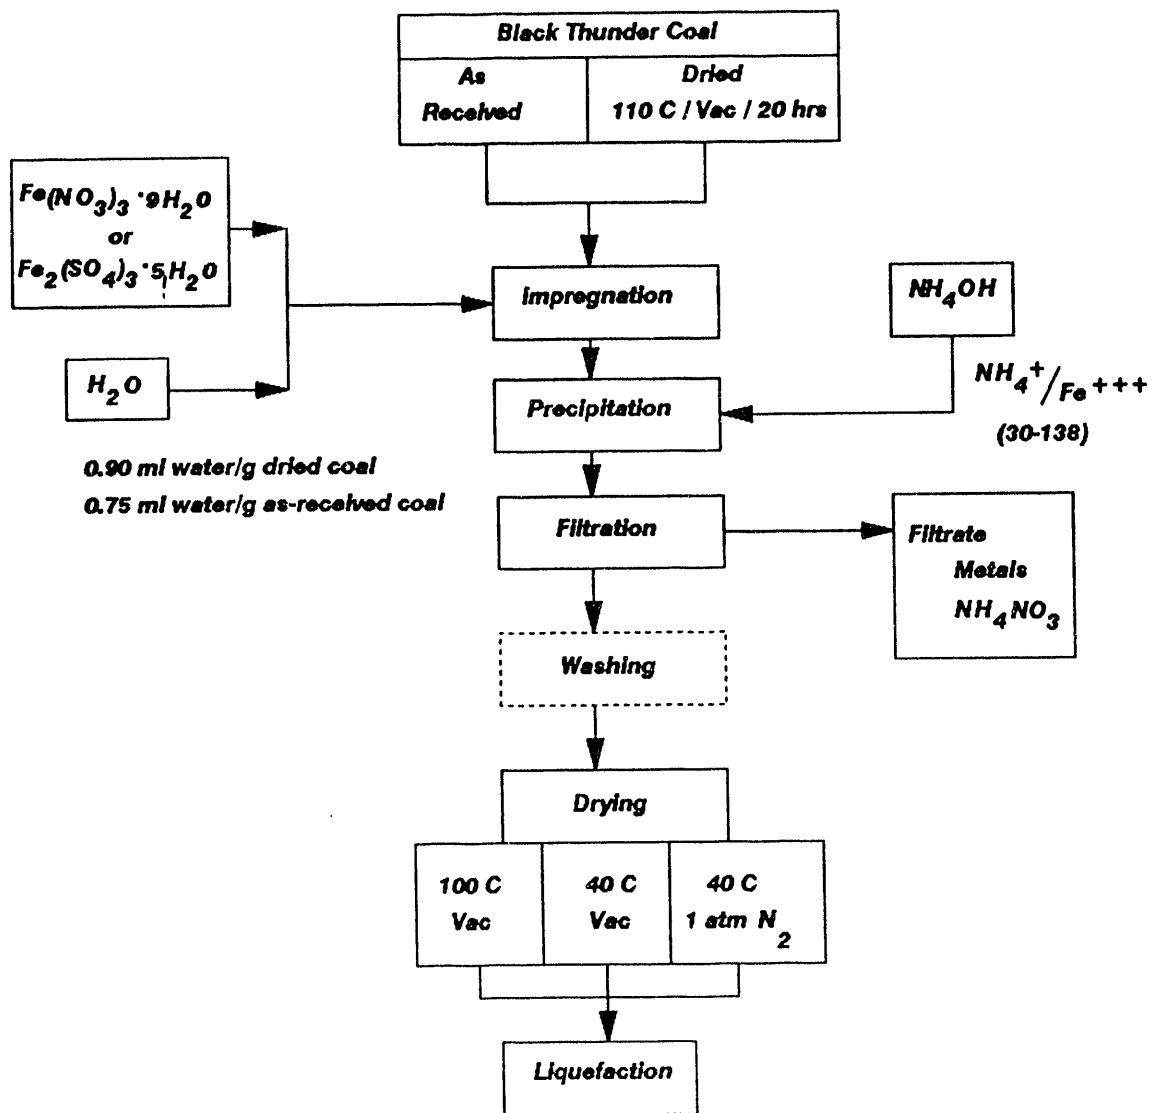 Black Thunder Coal
As
Received
Dried
110 C / Vac / 20 hrs
Fe(NO3)3 · 9H2O
or
Fe2(SO4)3 · 5H2O
H2O
0.90 ml water/g dried coal
0.75 ml water/g as-received coal
Impregnation
NH4OH
NH4+/Fe+++
(30-138)
Precipitation
Filtration
Filtrate
Metals
NH4NO3
Washing
Drying
100 C
Vac
40 C
Vac
40 C
1 atm N2
Liquefaction